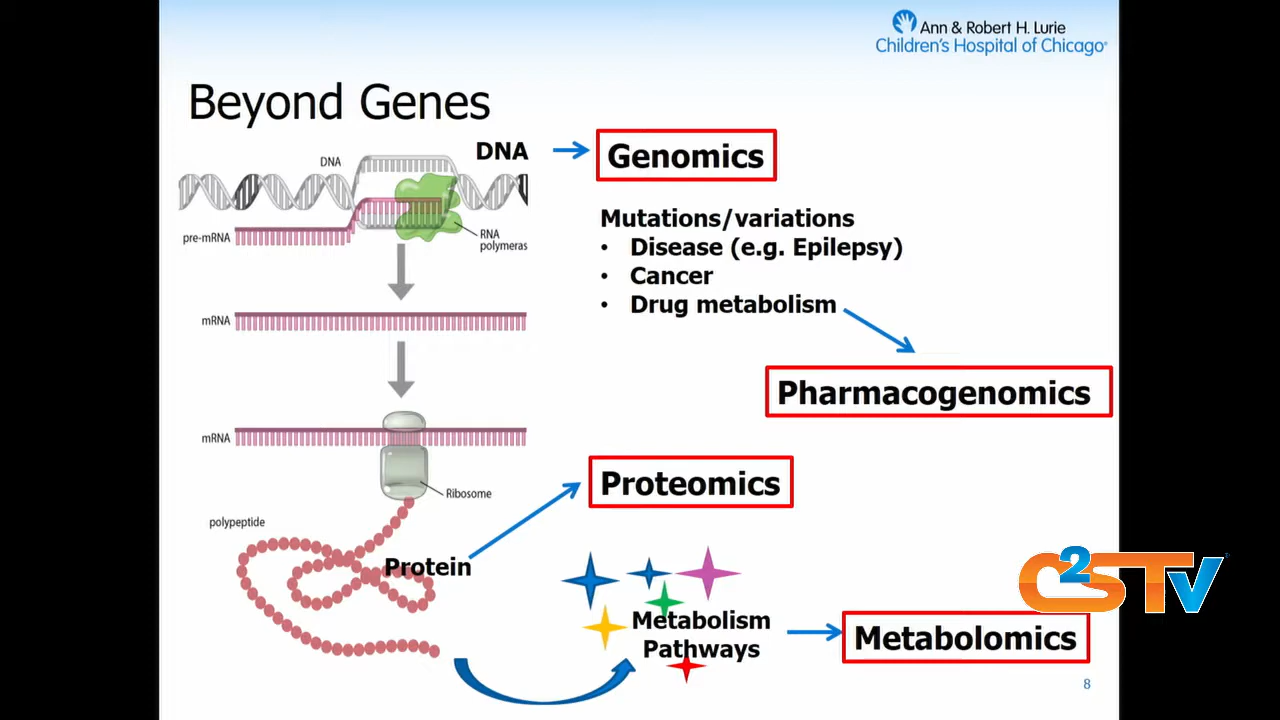 Ann & Robert H. Lurie
Children's Hospital of Chicago®
Beyond Genes
DNA
DNA
Genomics
pre-mRNA
RNA
polymeras
Mutations/variations
• Disease (e.g. Epilepsy)
• Cancer
• Drug metabolism
mRNA
Pharmacogenomics
mRNA
Ribosome
Proteomics
polypeptide
Protein
Metabolism
Pathways
Metabolomics
C2STv
8